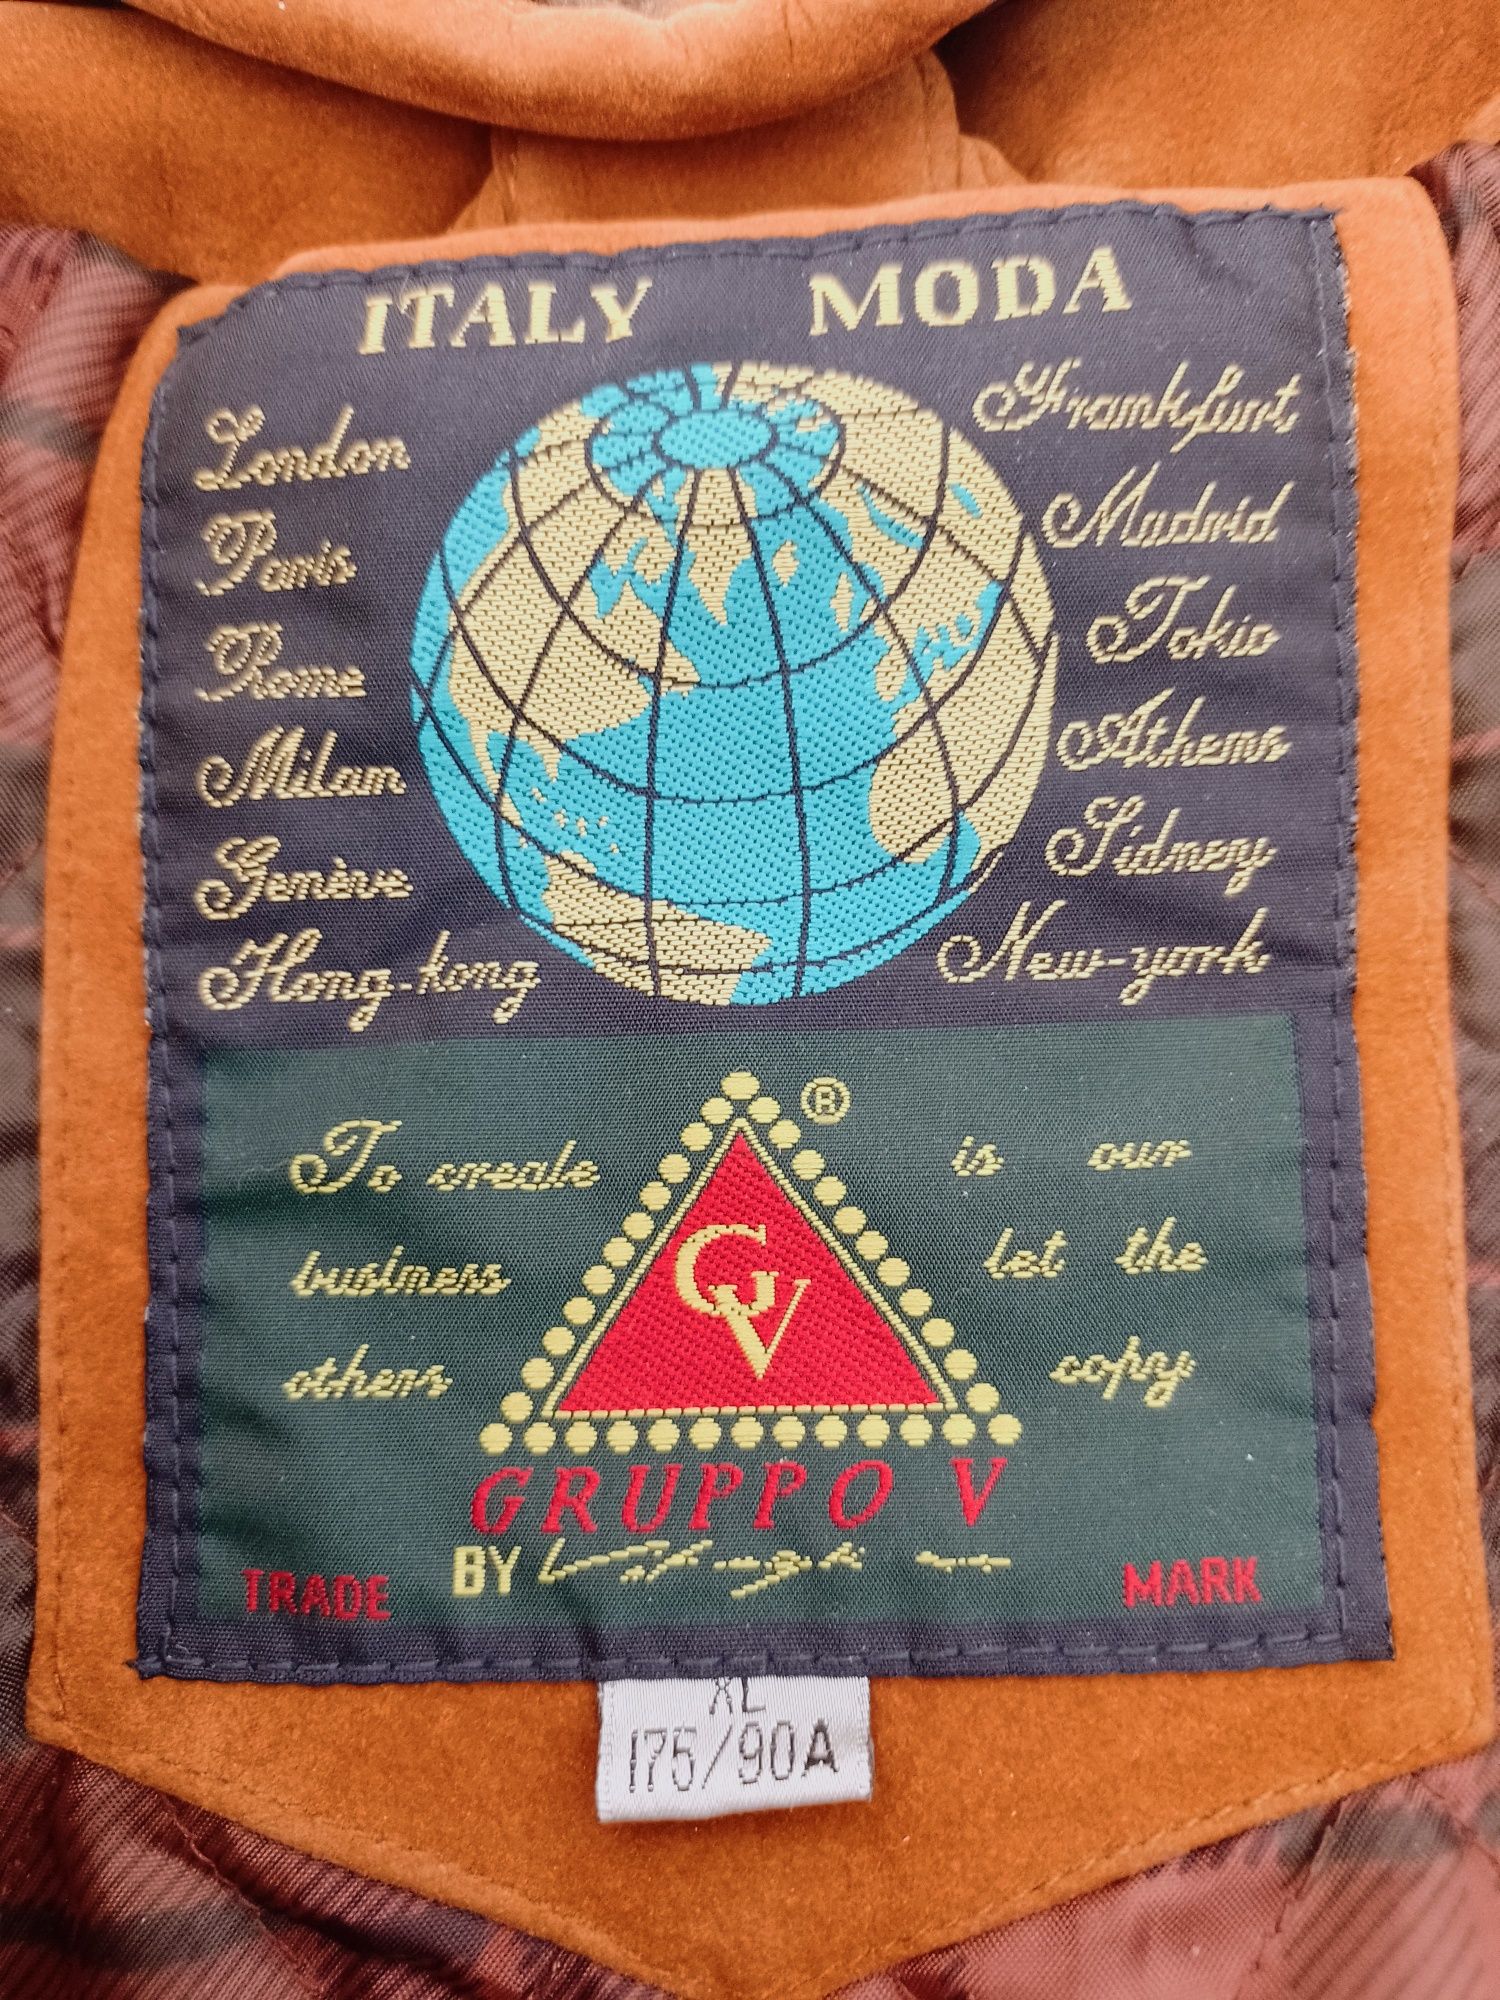 ITALY MODA
London
Paris
Rome
Milan
Genève
Hong-kong
Frankfurt
Madrid
Tokio
Athens
Sidney
New-york
To create is our
business let the
others copy
®
GV
GRUPPO V
BY
TRADE MARK
XL
175/90A